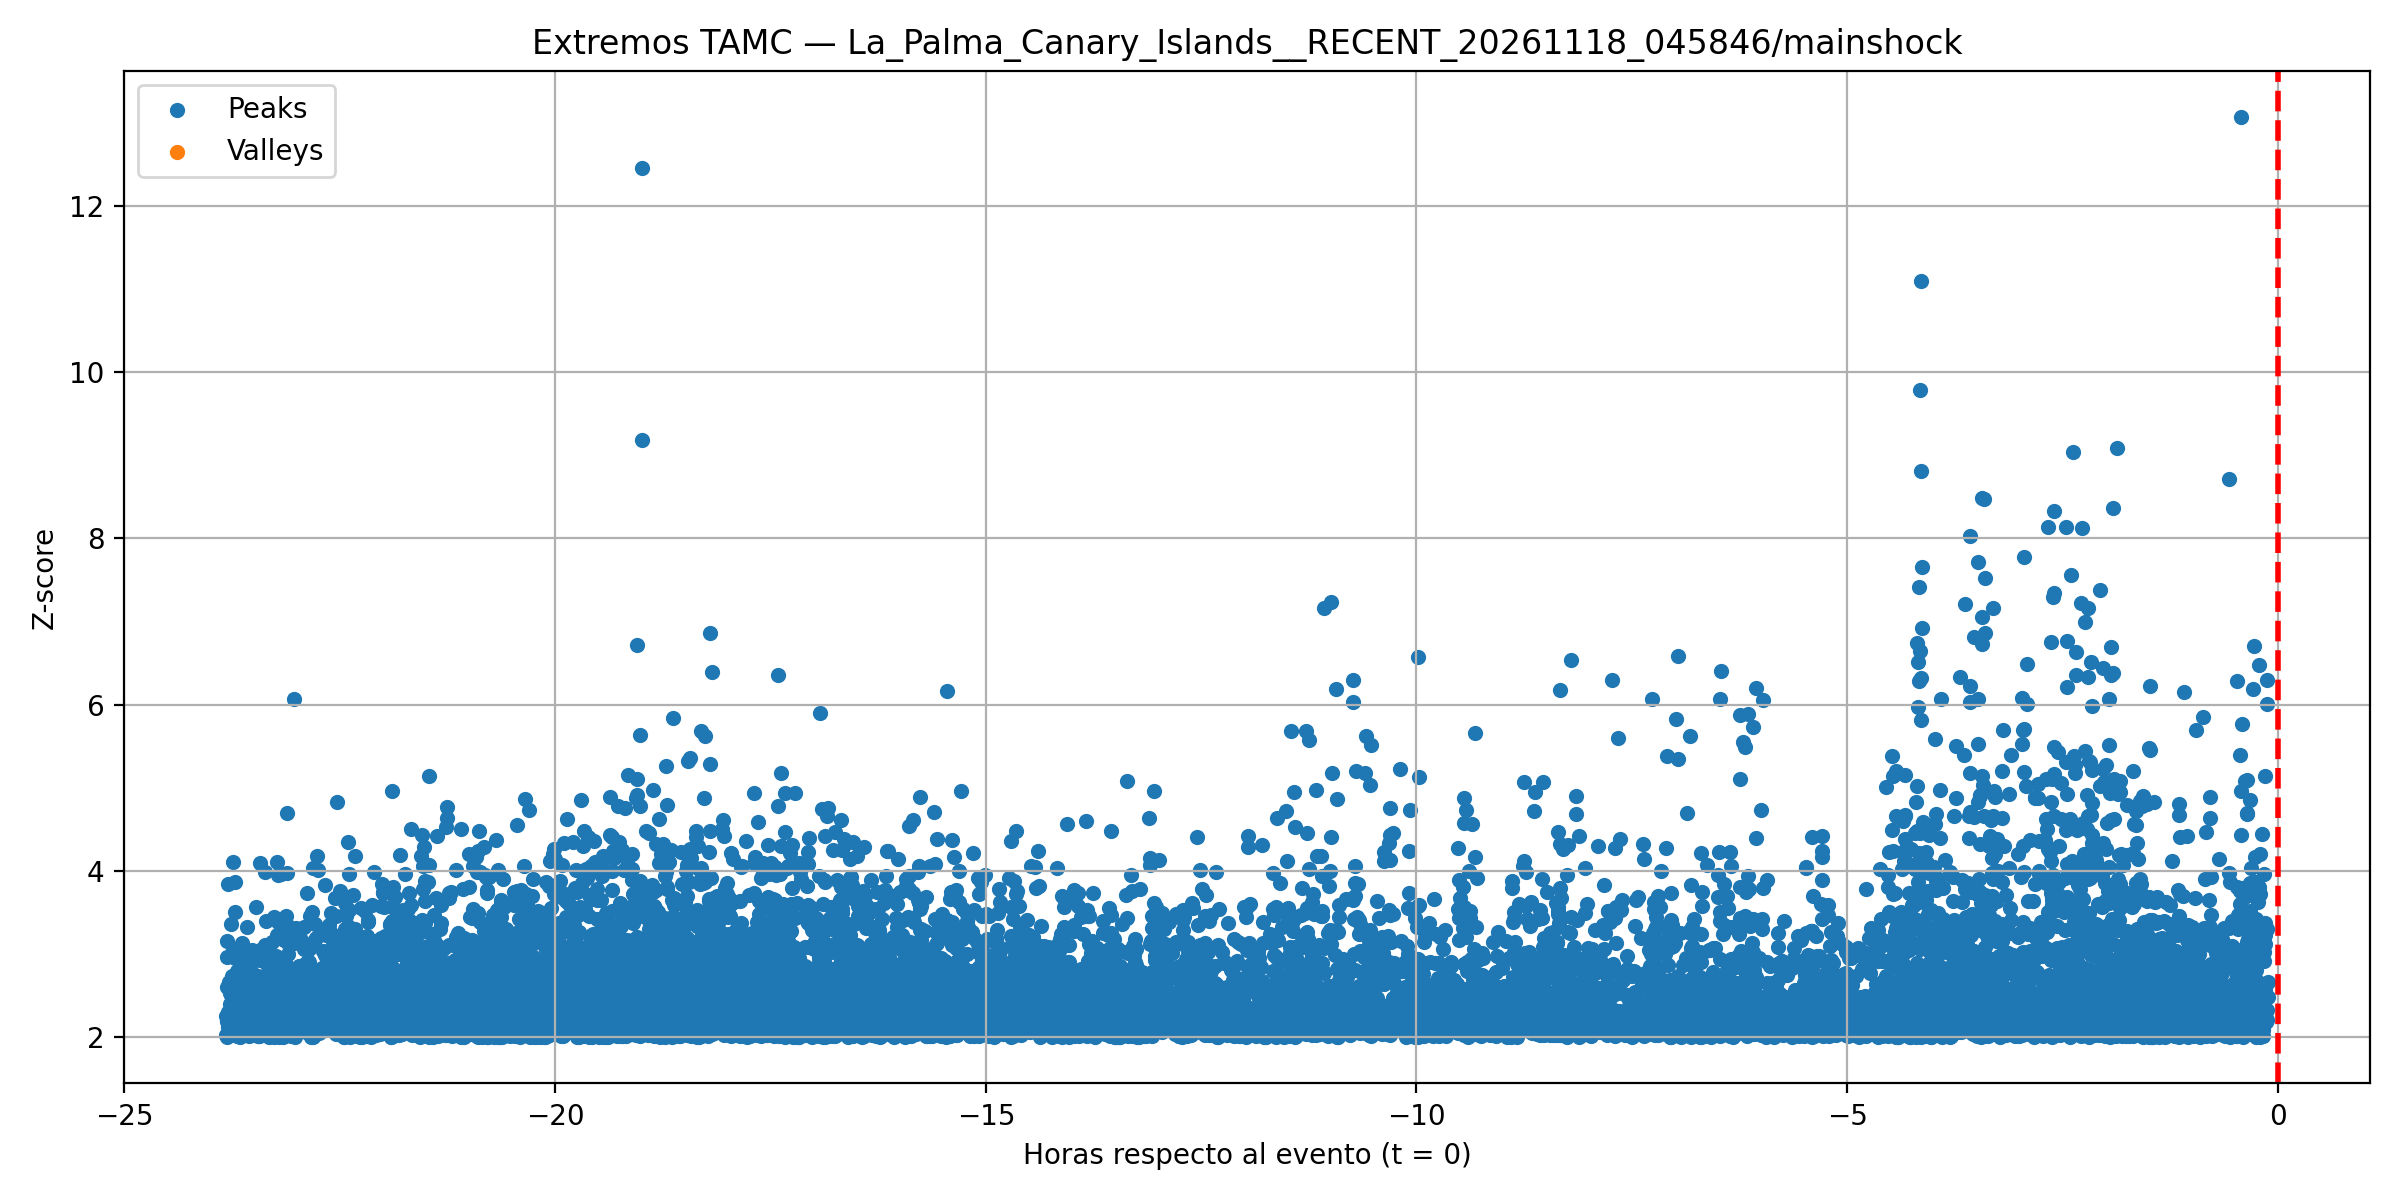 Extremos TAMC — La_Palma_Canary_Islands__RECENT_20261118_045846/mainshock
Peaks
Valleys
Z-score
12
10
8
6
4
2
−25
−20
−15
−10
−5
0
Horas respecto al evento (t = 0)